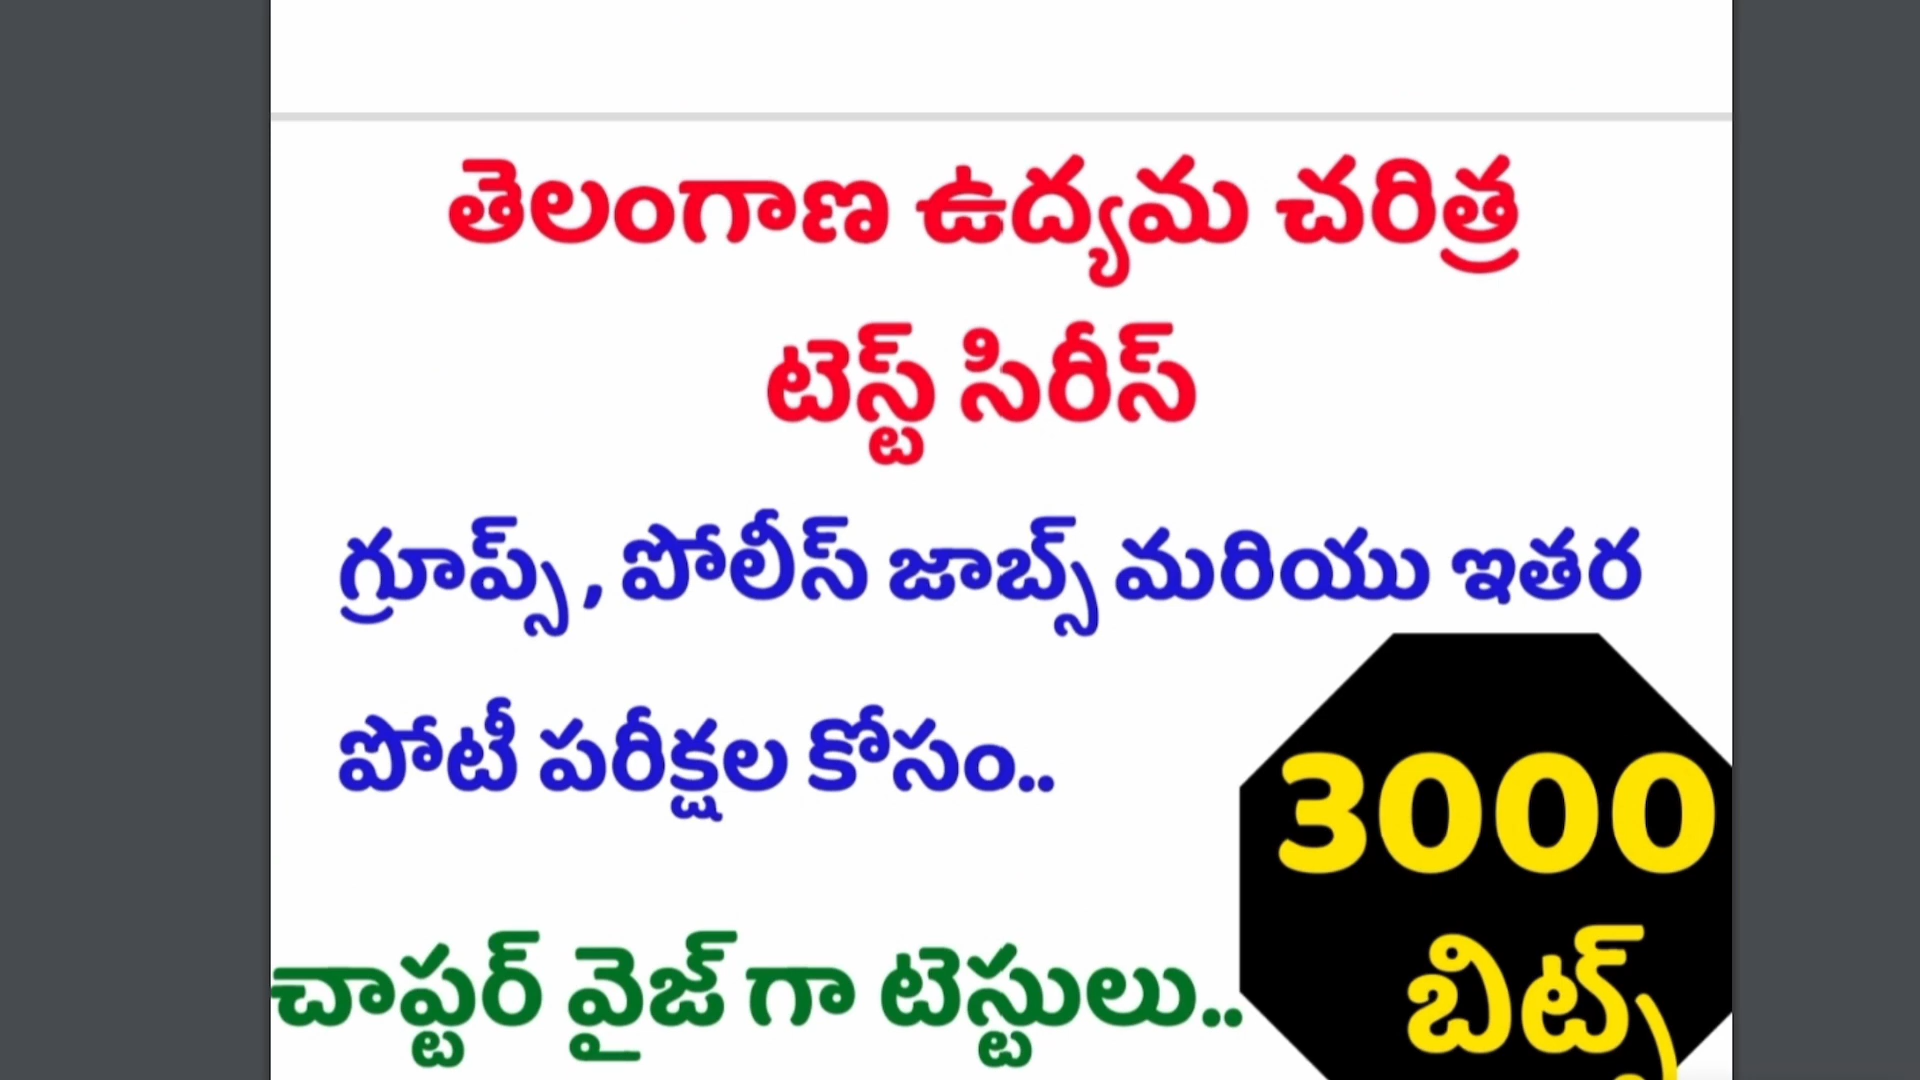 తెలంగాణ ఉద్యమ చరిత్ర
టెస్ట్ సిరీస్
గ్రూప్స్ , పోలీస్ జాబ్స్ మరియు ఇతర
పోటీ పరీక్షల కోసం..
3000
చాప్టర్ వైజ్ గా టెస్టులు..
బిట్స్